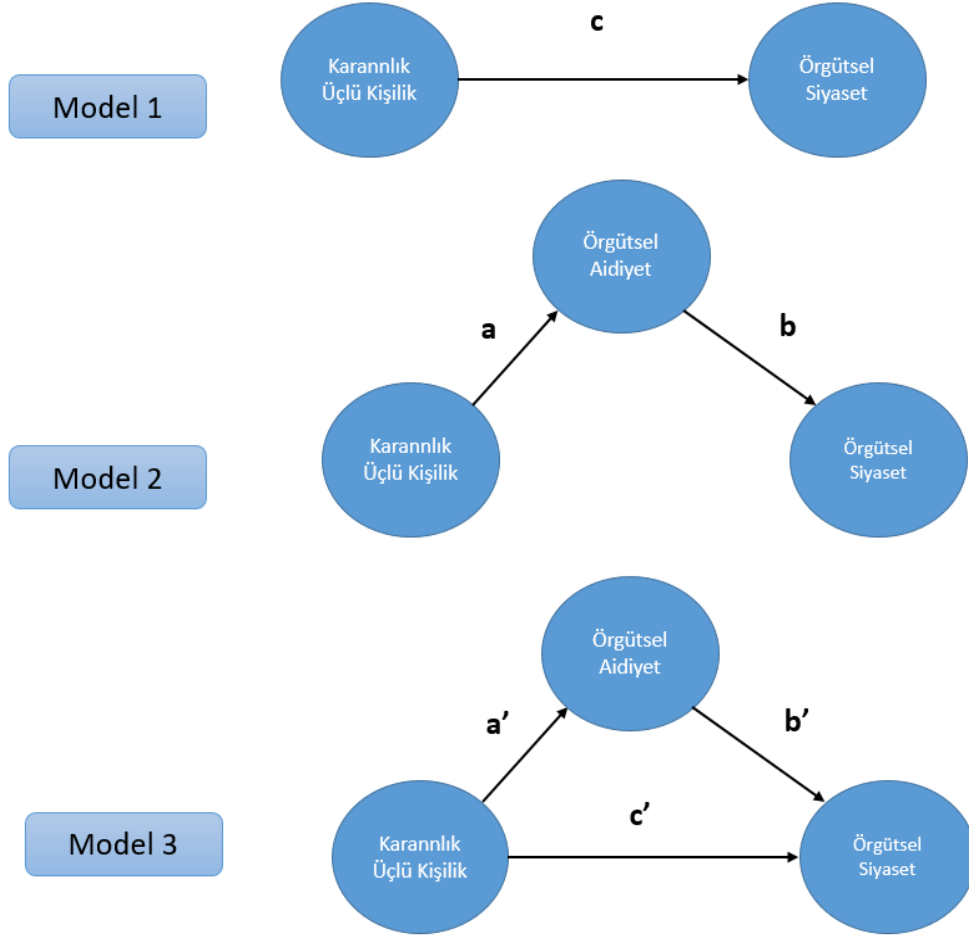 c
Karannlık
Üçlü Kişilik
Örgütsel
Siyaset
Model 1
Örgütsel
Aidiyet
a
b
Karannlık
Üçlü Kişilik
Örgütsel
Siyaset
Model 2
Örgütsel
Aidiyet
a’
b’
c’
Karannlık
Üçlü Kişilik
Örgütsel
Siyaset
Model 3